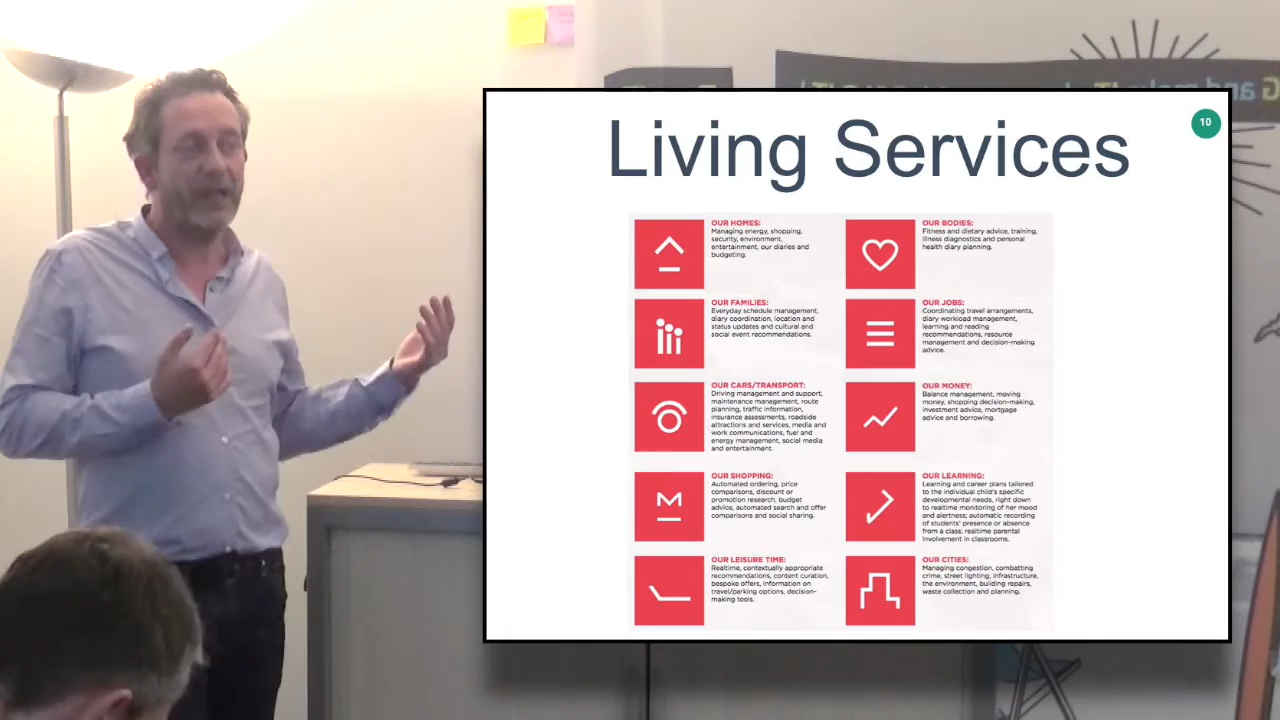 G and make IT
10
Living Services
OUR HOMES:
Managing energy, shopping,
security, environment,
entertainment, our diaries and
budgeting.
OUR BODIES:
Fitness and dietary advice, training,
illness diagnostics and personal
health diary planning.
OUR FAMILIES:
Everyday schedule management,
diary coordination, location and
status updates and cultural and
social event recommendations.
OUR JOBS:
Coordinating travel arrangements,
diary workload management,
learning and reading
recommendations, resource
management and decision-making
advice.
OUR CARS/TRANSPORT:
Driving management and support,
maintenance management, route
planning, traffic information,
insurance assessments, roadside
attractions and services, media and
work communications, fuel and
energy management, social media
and entertainment.
OUR MONEY:
Balance management, moving
money, shopping decision-making,
investment advice, mortgage
advice and borrowing.
OUR SHOPPING:
Automated ordering, price
comparisons, discount or
promotion research, budget
advice, automated search and offer
comparisons and social sharing.
OUR LEARNING:
Learning and career plans tailored
to the individual child's specific
developmental needs, right down
to realtime monitoring of her mood
and alertness; automatic recording
of students' presence or absence
from a class; realtime parental
involvement in classrooms.
OUR LEISURE TIME:
Realtime, contextually appropriate
recommendations, content curation,
bespoke offers, information on
travel/parking options, decision-
making tools.
OUR CITIES:
Managing congestion, combatting
crime, street lighting, infrastructure,
the environment, building repairs,
waste collection and planning.